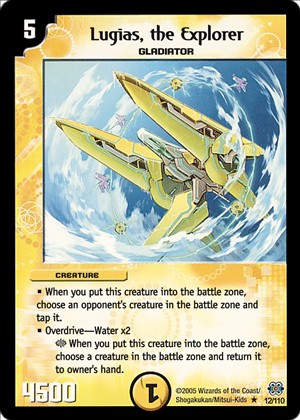 5
Lugias, the Explorer
GLADIATOR
CREATURE
▪ When you put this creature into the battle zone,
choose an opponent's creature in the battle zone and
tap it.
▪ Overdrive—Water x2
When you put this creature into the battle zone,
choose a creature in the battle zone and return it
to owner's hand.
4500
1
©2005 Wizards of the Coast/
Shogakukan/Mitsui-Kids ★ 12/110